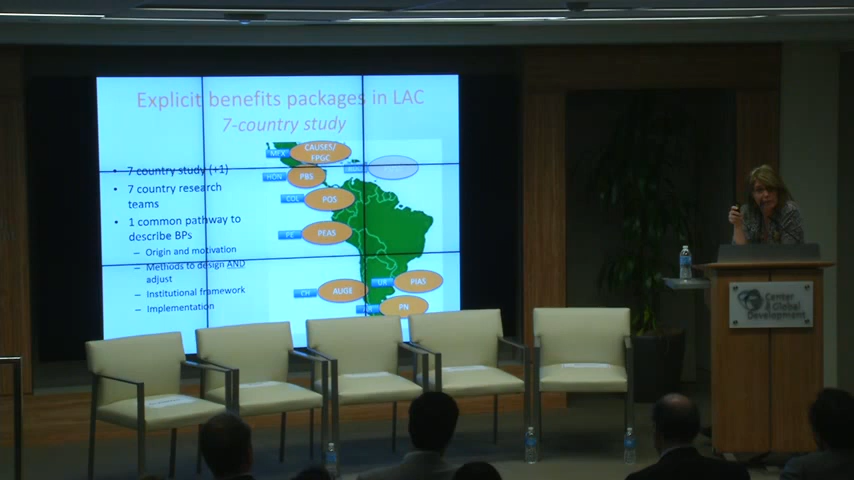 Explicit benefits packages in LAC
7-country study
• 7 country study (+1)
• 7 country research
teams
• 1 common pathway to
describe BPs
– Origin and motivation
– Methods to design AND
adjust
– Institutional framework
– Implementation
MEX
CAUSES/
FPGC
HON
PBS
COL
POS
PE
PEAS
AUGE
UR
PIAS
PN
Center
Global
Development